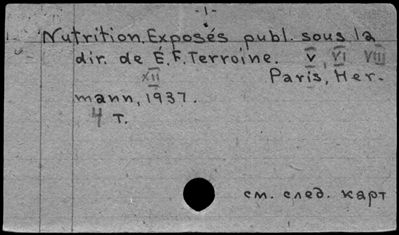 -1-
Nutrition. Exposés publ. sous la
dir. de É. F. Terroine. V, VI VIII
XII Paris, Her-
mann, 1937.
4 т.
см. след. карт